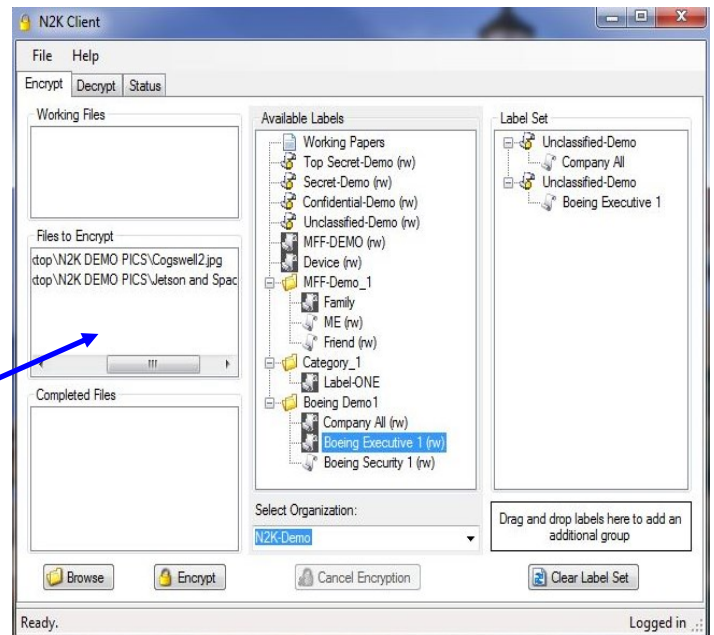 N2K Client
File Help
Encrypt Decrypt Status
Working Files
Files to Encrypt
ktop\N2K DEMO PICS\Cogswell2.jpg
ktop\N2K DEMO PICS\Jetson and Spac
Completed Files
Browse Encrypt
Available Labels
Working Papers
Top Secret-Demo (rw)
Secret-Demo (rw)
Confidential-Demo (rw)
Unclassified-Demo (rw)
MFF-DEMO (rw)
Device (rw)
MFF-Demo_1
Family
ME (rw)
Friend (rw)
Category_1
Label-ONE
Boeing Demo1
Company All (rw)
Boeing Executive 1 (rw)
Boeing Security 1 (rw)
Select Organization:
N2K-Demo
Cancel Encryption
Label Set
Unclassified-Demo
Company All
Unclassified-Demo
Boeing Executive 1
Drag and drop labels here to add an
additional group
Clear Label Set
Ready. Logged in